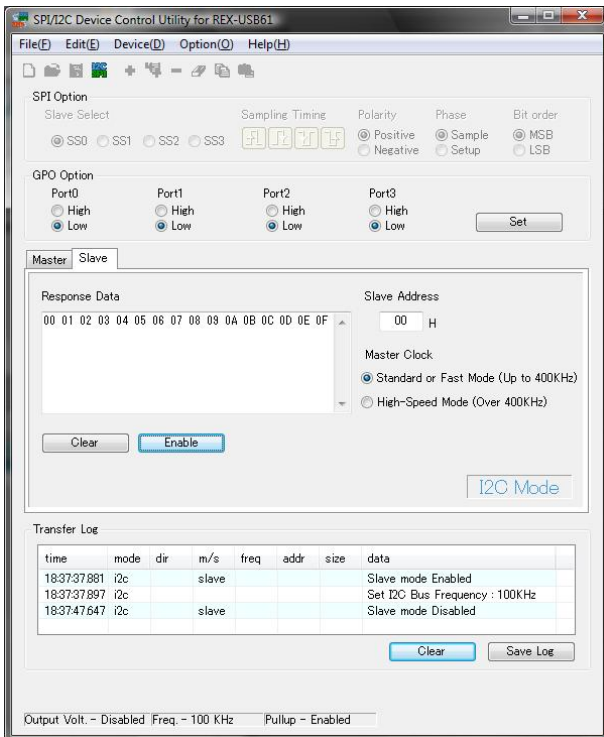 SPI/I2C Device Control Utility for REX-USB61
File(F) Edit(E) Device(D) Option(O) Help(H)
SPI Option
Slave Select Sampling Timing Polarity Phase Bit order
SS0 SS1 SS2 SS3 Positive Sample MSB
Negative Setup LSB
GPO Option
Port0 Port1 Port2 Port3
High High High High
Low Low Low Low Set
Master Slave
Response Data Slave Address
00 01 02 03 04 05 06 07 08 09 0A 0B 0C 0D 0E 0F 00 H
Master Clock
Standard or Fast Mode (Up to 400KHz)
High-Speed Mode (Over 400KHz)
Clear Enable
I2C Mode
Transfer Log
time mode dir m/s freq addr size data
18:37:37.881 i2c slave Slave mode Enabled
18:37:37.897 i2c Set I2C Bus Frequency : 100KHz
18:37:47.647 i2c slave Slave mode Disabled
Clear Save Log
Output Volt. - Disabled Freq. - 100 KHz Pullup - Enabled